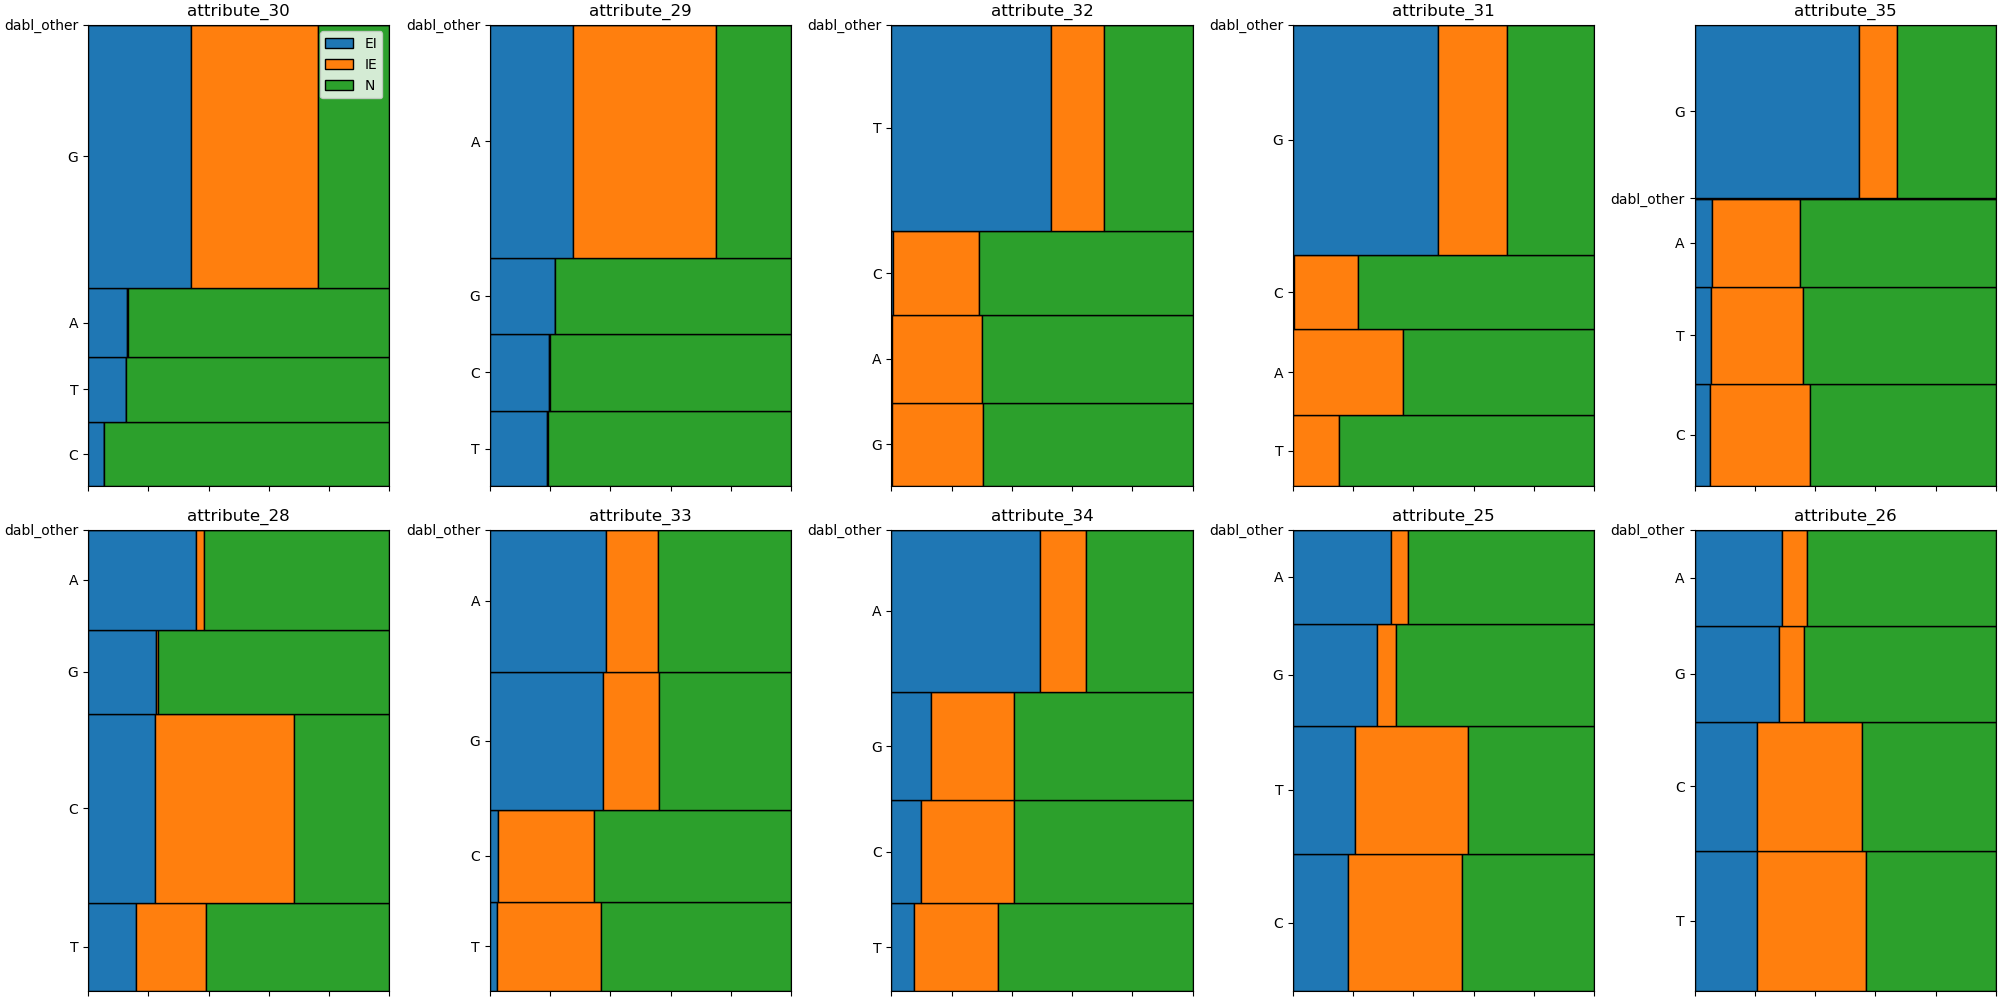 attribute_30
dabl_other
G
A
T
C
EI
IE
N
attribute_29
dabl_other
A
G
C
T
attribute_32
dabl_other
T
C
A
G
attribute_31
dabl_other
G
C
A
T
attribute_35
G
dabl_other
A
T
C
attribute_28
dabl_other
A
G
C
T
attribute_33
dabl_other
A
G
C
T
attribute_34
dabl_other
A
G
C
T
attribute_25
dabl_other
A
G
T
C
attribute_26
dabl_other
A
G
C
T